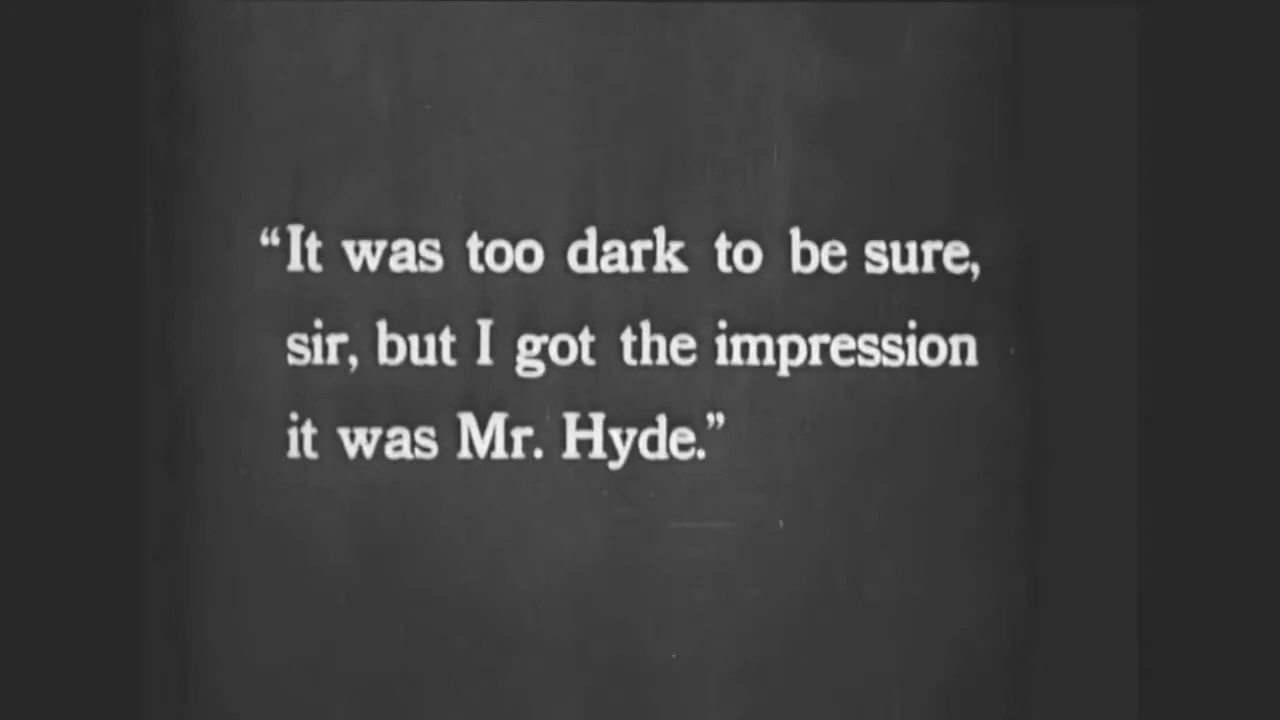 “It was too dark to be sure,
sir, but I got the impression
it was Mr. Hyde.”